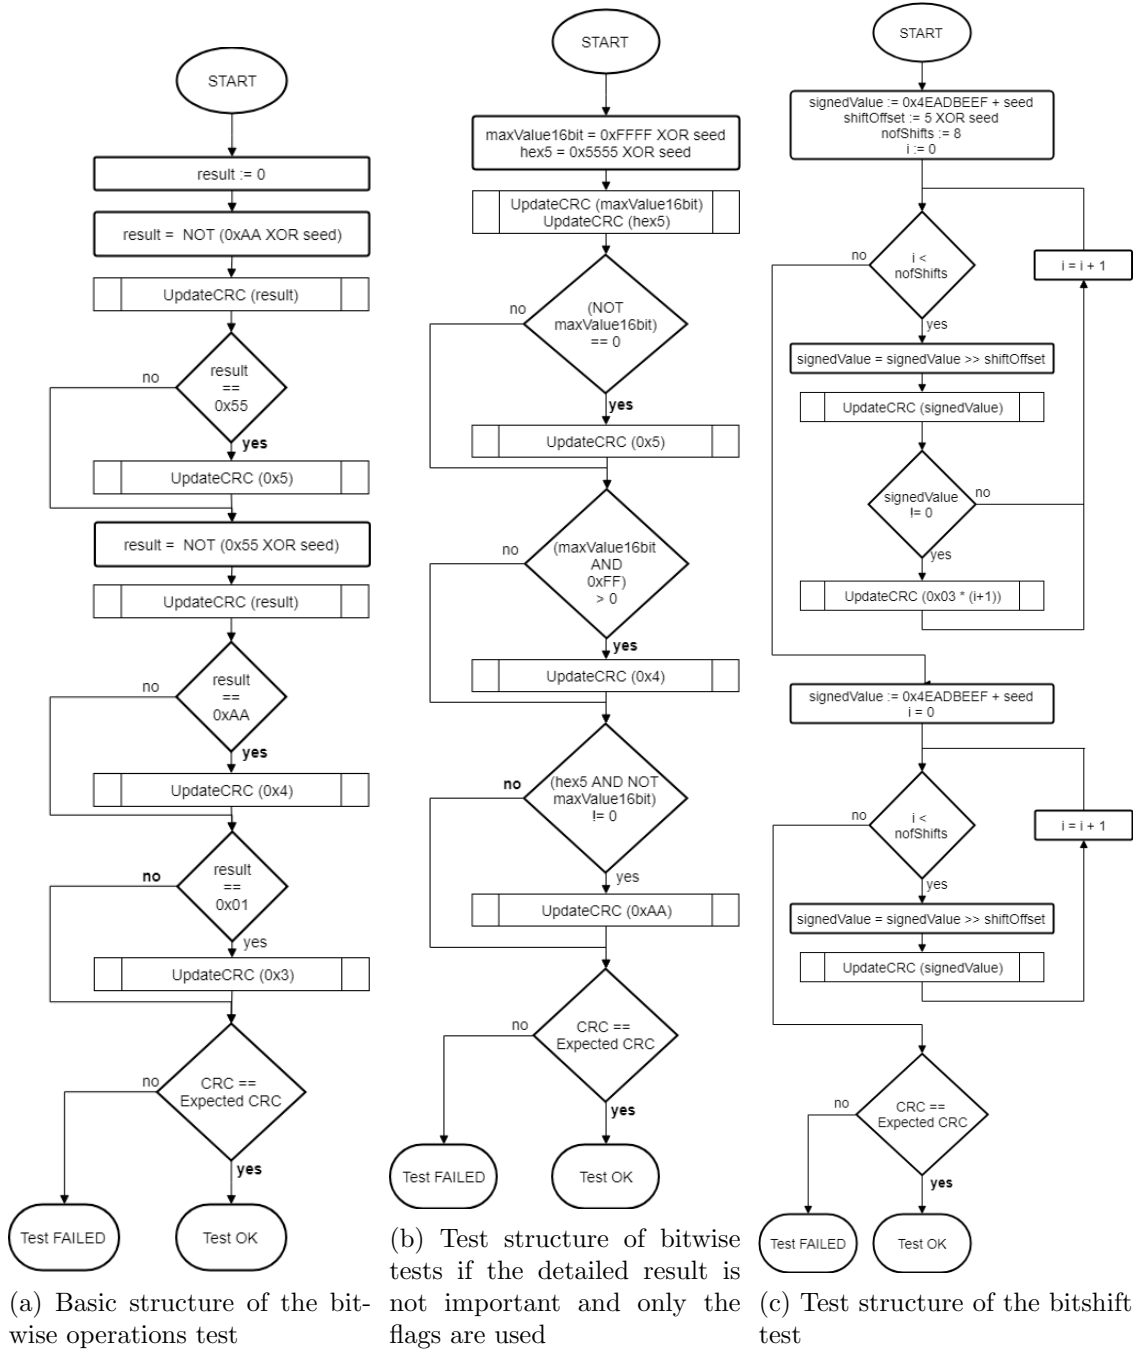 START
result := 0
result =  NOT (0xAA XOR seed)
UpdateCRC (result)
result
==
0x55
no
yes
UpdateCRC (0x5)
result =  NOT (0x55 XOR seed)
UpdateCRC (result)
result
==
0xAA
no
yes
UpdateCRC (0x4)
result
==
0x01
no
yes
UpdateCRC (0x3)
CRC ==
Expected CRC
no
yes
Test FAILED
Test OK
(a) Basic structure of the bit-
wise operations test
START
maxValue16bit = 0xFFFF XOR seed
hex5 = 0x5555 XOR seed
UpdateCRC (maxValue16bit)
UpdateCRC (hex5)
(NOT
maxValue16bit)
== 0
no
yes
UpdateCRC (0x5)
(maxValue16bit
AND
0xFF)
> 0
no
yes
UpdateCRC (0x4)
(hex5 AND NOT
maxValue16bit)
!= 0
no
yes
UpdateCRC (0xAA)
CRC ==
Expected CRC
no
yes
Test FAILED
Test OK
(b) Test structure of bitwise
tests if the detailed result is
not important and only the
flags are used
START
signedValue := 0x4EADBEEF + seed
shiftOffset := 5 XOR seed
nofShifts := 8
i := 0
i <
nofShifts
no
i = i + 1
yes
signedValue = signedValue >> shiftOffset
UpdateCRC (signedValue)
signedValue
!= 0
no
yes
UpdateCRC (0x03 * (i+1))
signedValue := 0x4EADBEEF + seed
i = 0
i <
nofShifts
no
i = i + 1
yes
signedValue = signedValue >> shiftOffset
UpdateCRC (signedValue)
CRC ==
Expected CRC
no
yes
Test FAILED
Test OK
(c) Test structure of the bitshift
test